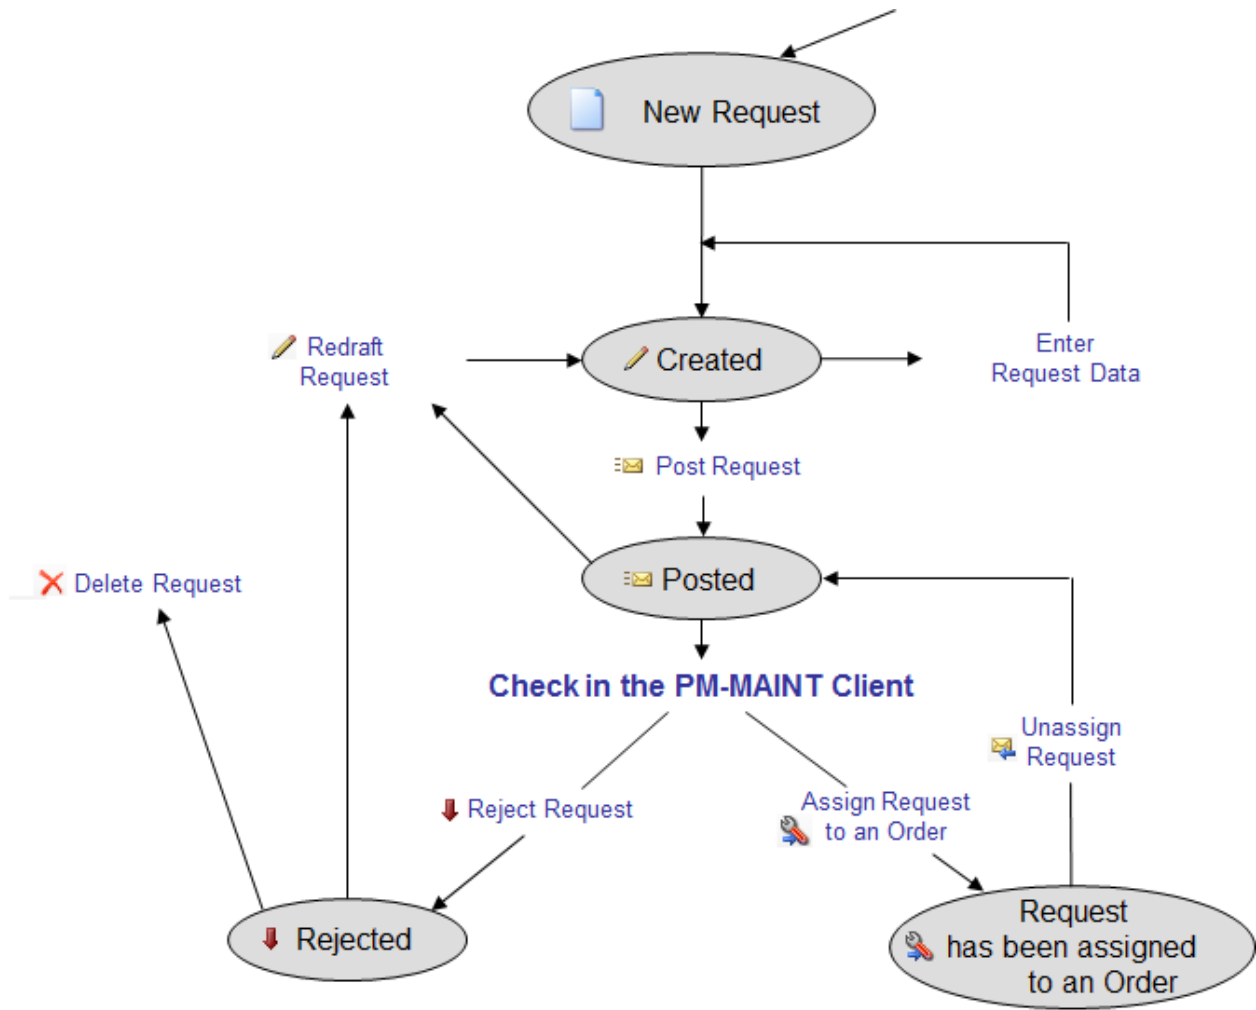 New Request
Redraft
Request
Created
Enter
Request Data
Post Request
Delete Request
Posted
Check in the PM-MAINT Client
Unassign
Request
Reject Request
Assign Request
to an Order
Rejected
Request
has been assigned
to an Order